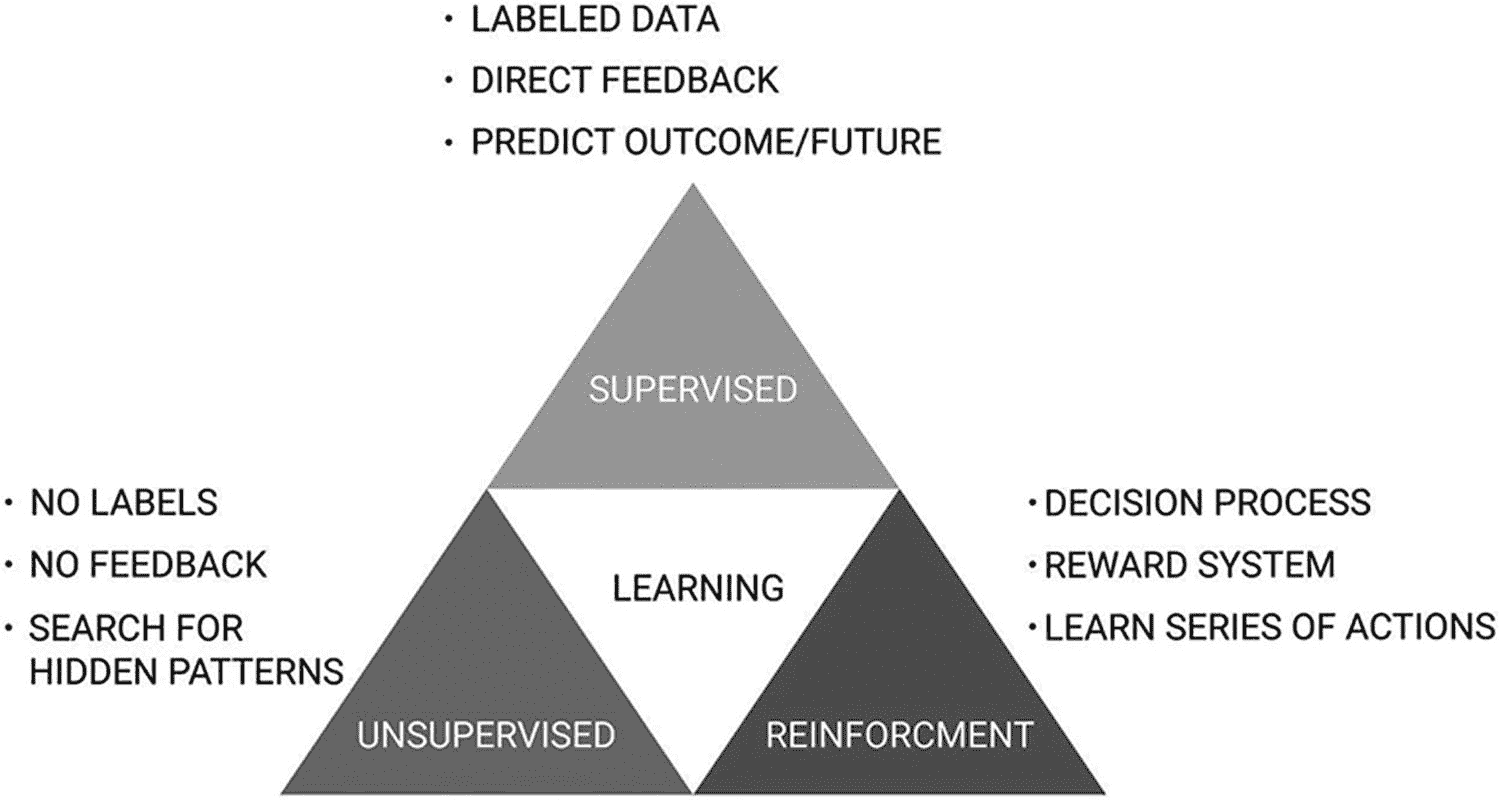 · LABELED DATA
· DIRECT FEEDBACK
· PREDICT OUTCOME/FUTURE
SUPERVISED
· NO LABELS
· NO FEEDBACK
· SEARCH FOR
HIDDEN PATTERNS
LEARNING
· DECISION PROCESS
· REWARD SYSTEM
· LEARN SERIES OF ACTIONS
UNSUPERVISED
REINFORCMENT